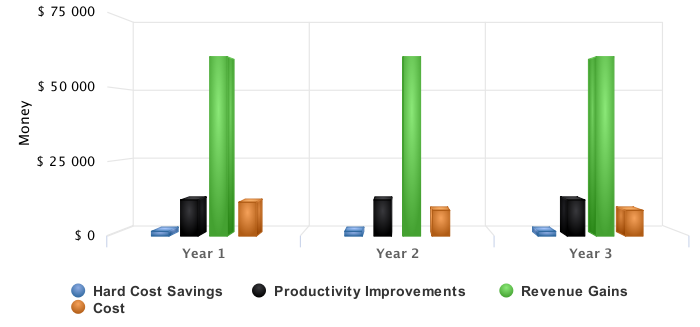 $ 75 000
$ 50 000
$ 25 000
$ 0
Money
Year 1
Year 2
Year 3
Hard Cost Savings
Productivity Improvements
Revenue Gains
Cost